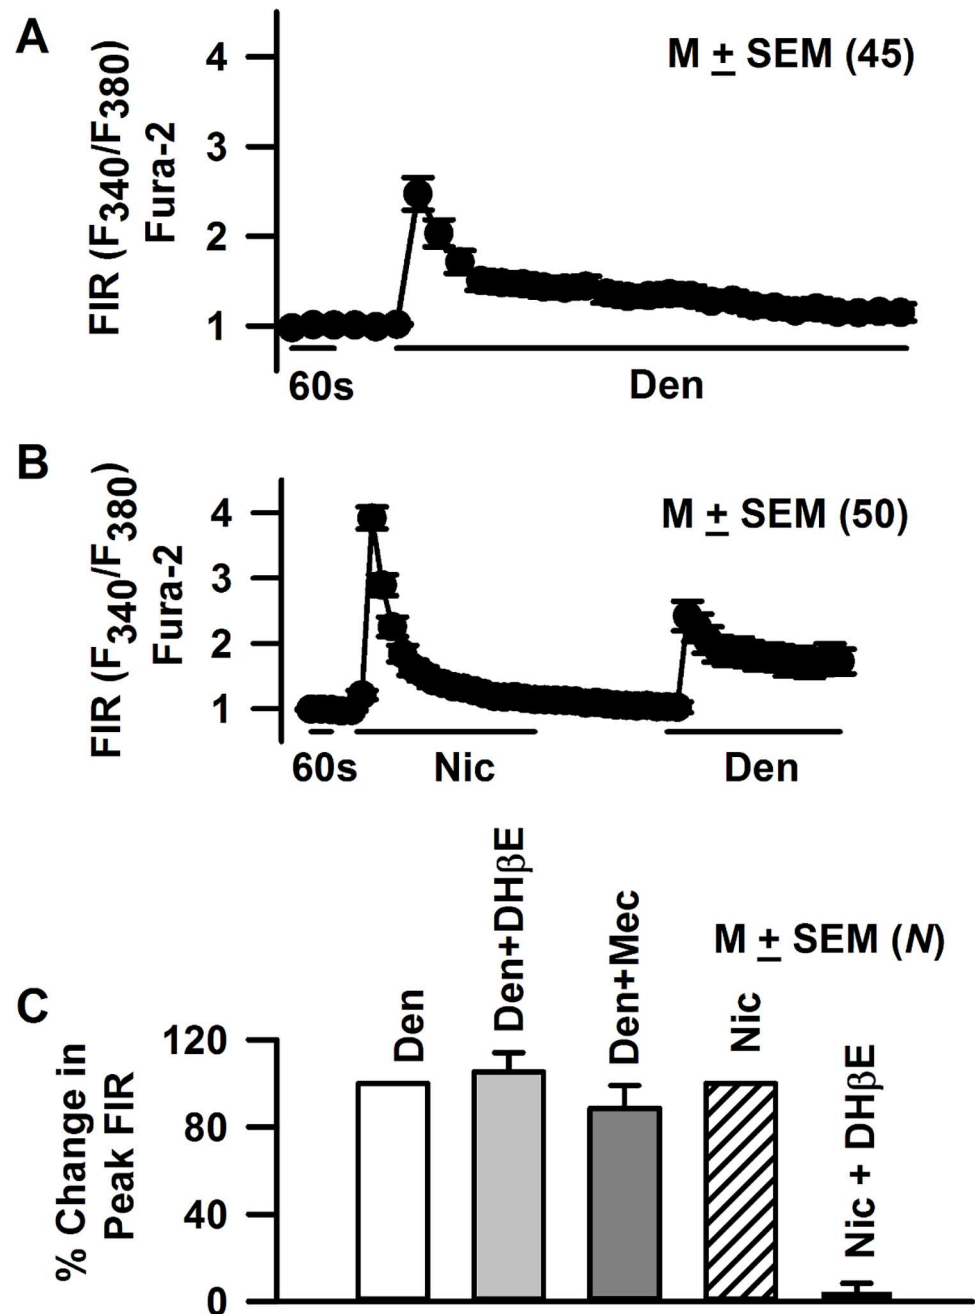 A
M ± SEM (45)
FIR (F340/F380)
Fura-2
4
3
2
1
60s
Den
B
M ± SEM (50)
FIR (F340/F380)
Fura-2
4
3
2
1
60s
Nic
Den
C
M ± SEM (N)
% Change in
Peak FIR
120
80
40
0
Den
Den+DHβE
Den+Mec
Nic
Nic + DHβE